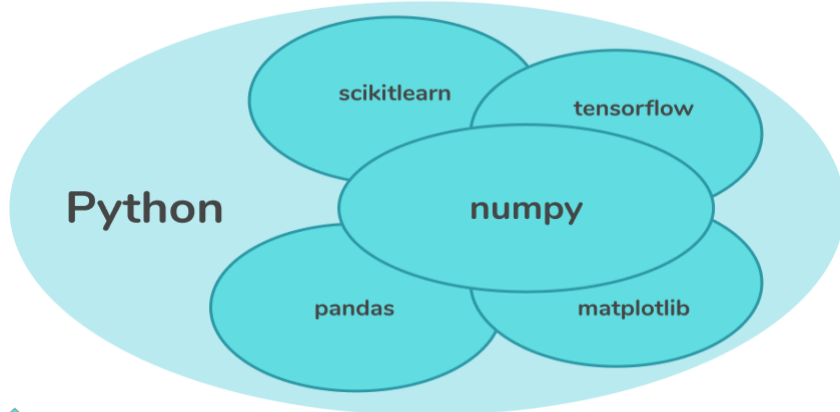 scikitlearn
tensorflow
Python
numpy
pandas
matplotlib